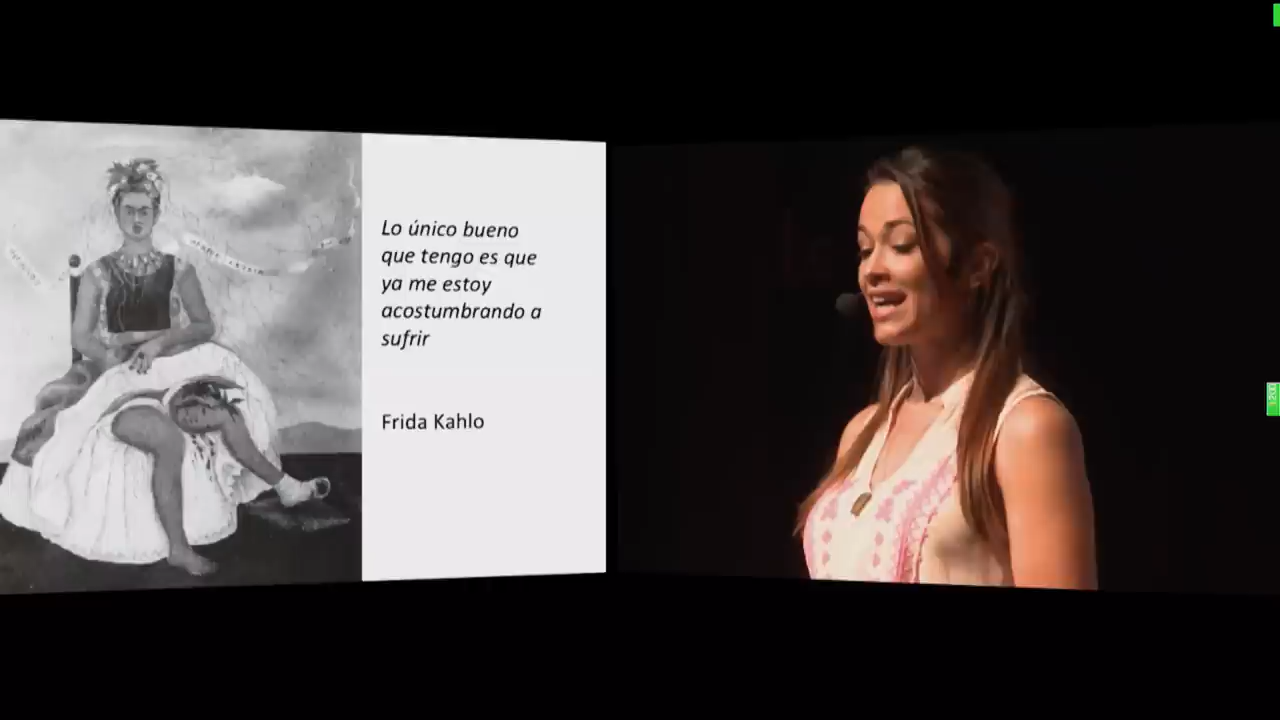 Lo único bueno
que tengo es que
ya me estoy
acostumbrando a
sufrir
Frida Kahlo